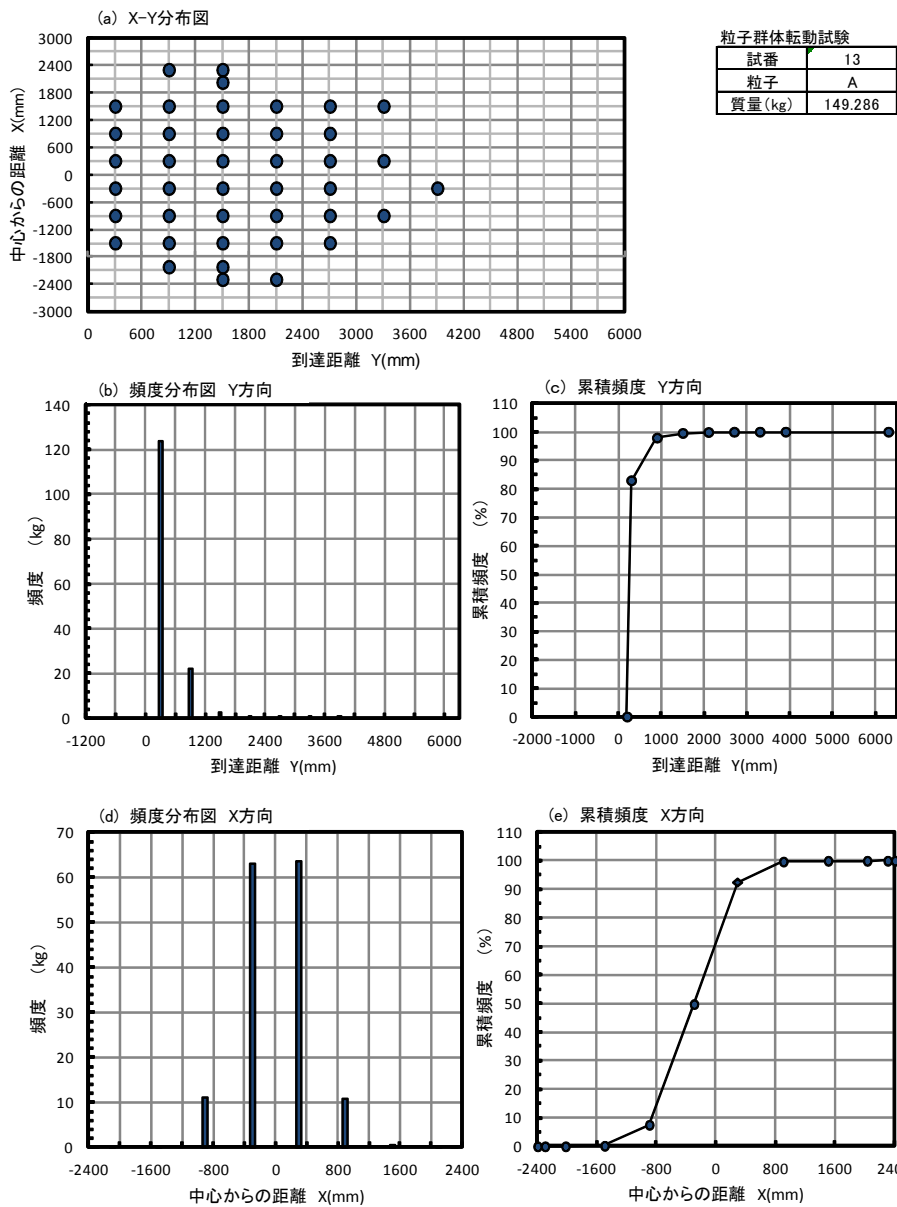 (a) X-Y分布図
3000
2400
1800
1200
600
0
-600
-1200
-1800
-2400
-3000
中心からの距離 X(mm)
0 600 1200 1800 2400 3000 3600 4200 4800 5400 6000
到達距離 Y(mm)
粒子群体転動試験
試番 13
粒子 A
質量(kg) 149.286
(b) 頻度分布図 Y方向
140
120
100
80
60
40
20
0
頻度 (kg)
-1200 0 1200 2400 3600 4800 6000
到達距離 Y(mm)
(c) 累積頻度 Y方向
110
100
90
80
70
60
50
40
30
20
10
0
累積頻度 (%)
-2000 -1000 0 1000 2000 3000 4000 5000 6000
到達距離 Y(mm)
(d) 頻度分布図 X方向
70
60
50
40
30
20
10
0
頻度 (kg)
-2400 -1600 -800 0 800 1600 2400
中心からの距離 X(mm)
(e) 累積頻度 X方向
110
100
90
80
70
60
50
40
30
20
10
0
累積頻度 (%)
-2400 -1600 -800 0 800 1600 2400
中心からの距離 X(mm)